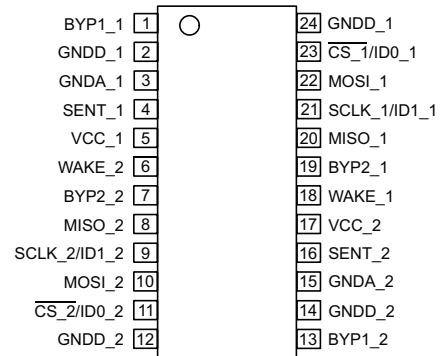 BYP1_1 1 24 GNDD_1
GNDD_1 2 23 CS_1/ID0_1
GNDA_1 3 22 MOSI_1
SENT_1 4 21 SCLK_1/ID1_1
VCC_1 5 20 MISO_1
WAKE_2 6 19 BYP2_1
BYP2_2 7 18 WAKE_1
MISO_2 8 17 VCC_2
SCLK_2/ID1_2 9 16 SENT_2
MOSI_2 10 15 GNDA_2
CS_2/ID0_2 11 14 GNDD_2
GNDD_2 12 13 BYP1_2